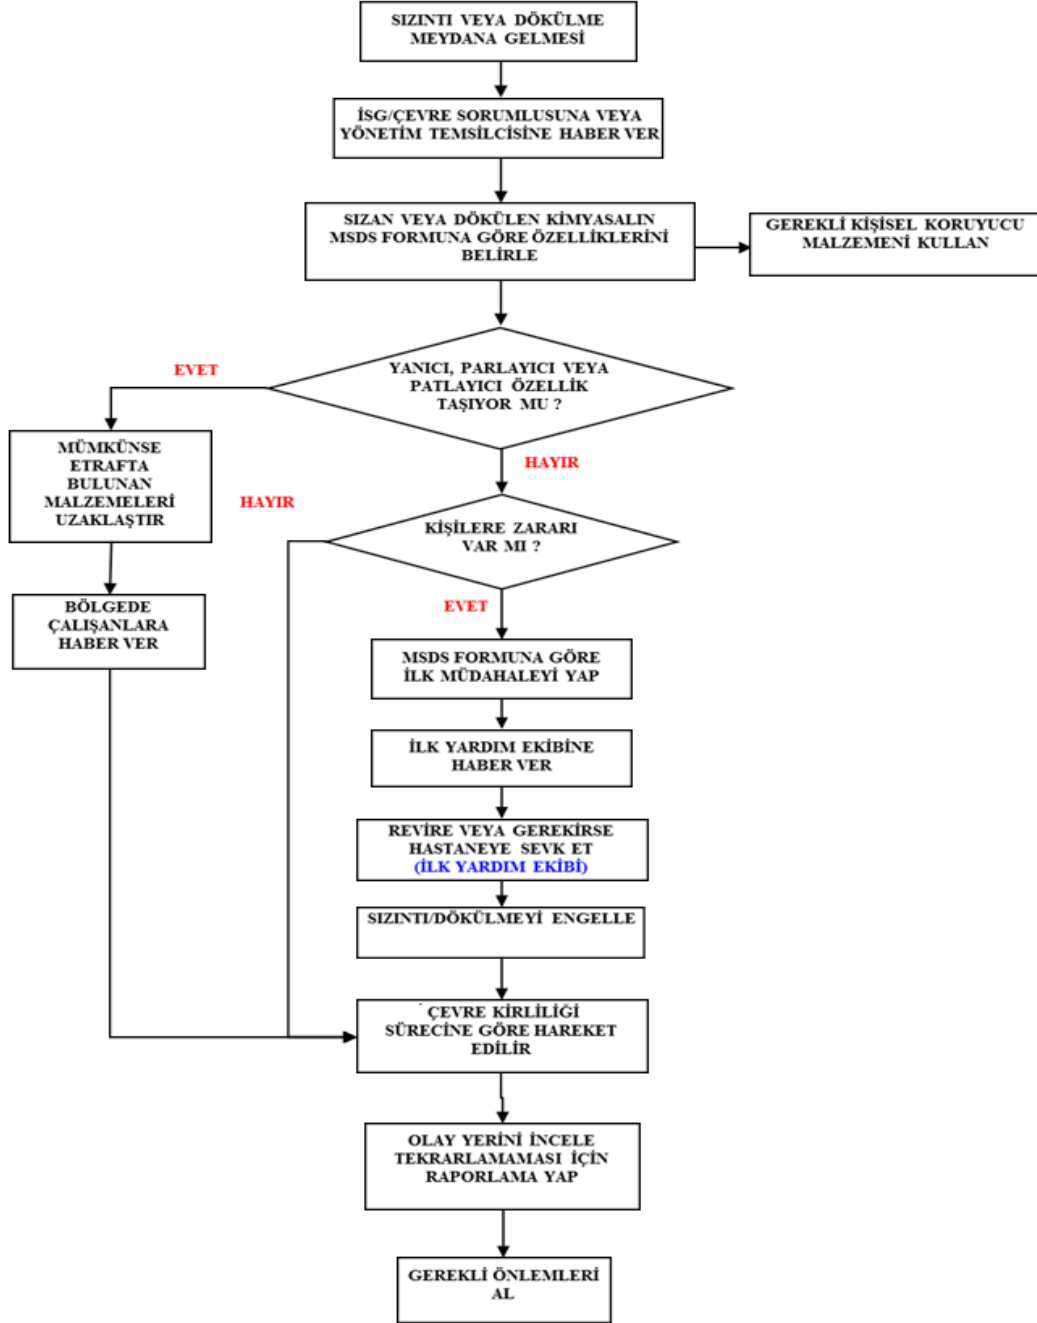 SIZINTI VEYA DÖKÜLME
MEYDANA GELMESİ
İSG/ÇEVRE SORUMLUSUNA VEYA
YÖNETİM TEMSİLCİSİNE HABER VER
SIZAN VEYA DÖKÜLEN KİMYASALIN
MSDS FORMUNA GÖRE ÖZELLİKLERİNİ
BELİRLE
GEREKLİ KİŞİSEL KORUYUCU
MALZEMENİ KULLAN
YANICI, PARLAYICI VEYA
PATLAYICI ÖZELLİK
TAŞIYOR MU ?
EVET
MÜMKÜNSE
ETRAFTA
BULUNAN
MALZEMELERİ
UZAKLAŞTIR
HAYIR
HAYIR
KİŞİLERE ZARARI
VAR MI ?
BÖLGEDE
ÇALIŞANLARA
HABER VER
EVET
MSDS FORMUNA GÖRE
İLK MÜDAHALEYİ YAP
İLK YARDIM EKİBİNE
HABER VER
REVİRE VEYA GEREKİRSE
HASTANEYE SEVK ET
(İLK YARDIM EKİBİ)
SIZINTI/DÖKÜLMEYİ ENGELLE
ÇEVRE KİRLİLİĞİ
SÜRECİNE GÖRE HAREKET
EDİLİR
OLAY YERİNİ İNCELE
TEKRARLAMAMASI İÇİN
RAPORLAMA YAP
GEREKLİ ÖNLEMLERİ
AL